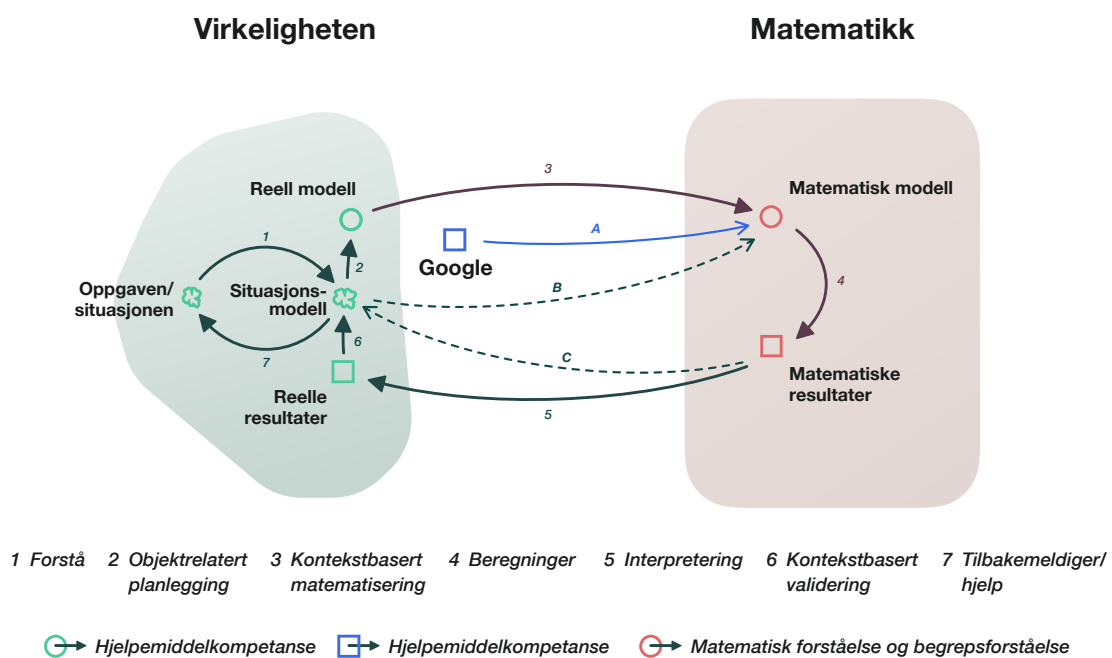 Virkeligheten
Matematikk
Reell modell
3
Matematisk modell
1
A
2
Google
Oppgaven/
situasjonen
Situasjons-
modell
B
4
7
6
C
Reelle
resultater
5
Matematiske
resultater
1 Forstå
2 Objektrelatert
planlegging
3 Kontekstbasert
matematisering
4 Beregninger
5 Interpretering
6 Kontekstbasert
validering
7 Tilbakemeldiger/
hjelp
Hjelpemiddelkompetanse
Hjelpemiddelkompetanse
Matematisk forståelse og begrepsforståelse